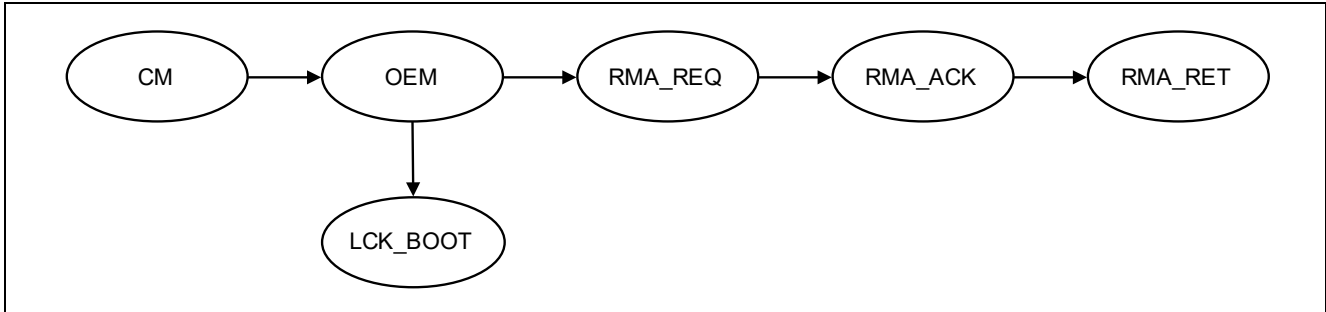 CM
OEM
RMA_REQ
RMA_ACK
RMA_RET
LCK_BOOT